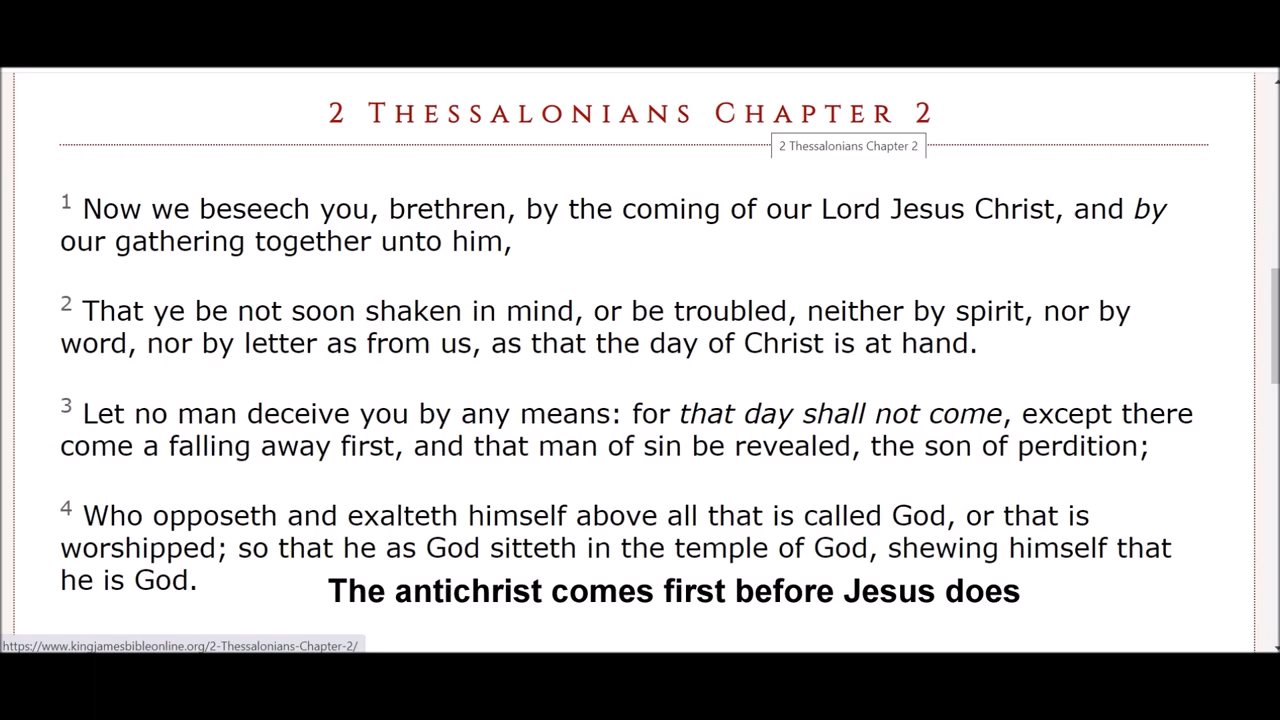 2 THESSALONIANS CHAPTER 2
2 Thessalonians Chapter 2
1 Now we beseech you, brethren, by the coming of our Lord Jesus Christ, and by
our gathering together unto him,
2 That ye be not soon shaken in mind, or be troubled, neither by spirit, nor by
word, nor by letter as from us, as that the day of Christ is at hand.
3 Let no man deceive you by any means: for that day shall not come, except there
come a falling away first, and that man of sin be revealed, the son of perdition;
4 Who opposeth and exalteth himself above all that is called God, or that is
worshipped; so that he as God sitteth in the temple of God, shewing himself that
he is God.
The antichrist comes first before Jesus does
https://www.kingjamesbibleonline.org/2-Thessalonians-Chapter-2/